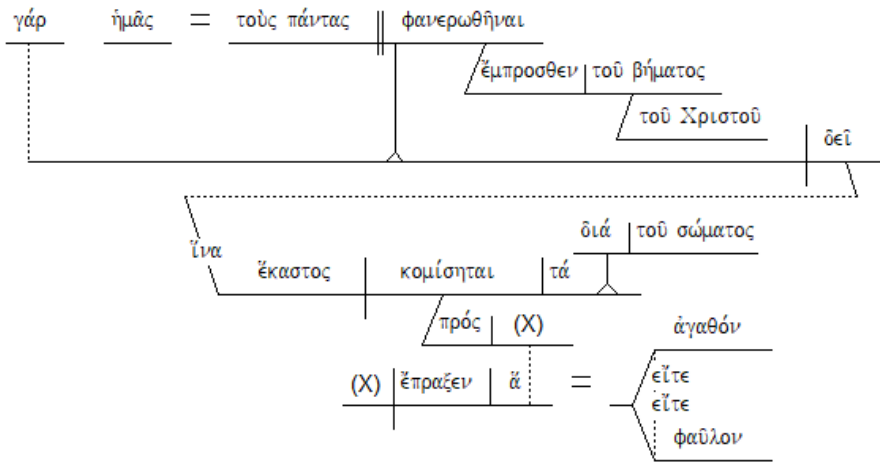 γάρ ἡμᾶς = τοὺς πάντας φανερωθῆναι
ἔμπροσθεν τοῦ βήματος
τοῦ Χριστοῦ
δεῖ
ἵνα
διά τοῦ σώματος
ἕκαστος κομίσηται τά
πρός (X)
ἀγαθόν
(X) ἔπραξεν ἅ =
εἴτε
εἴτε
φαῦλον